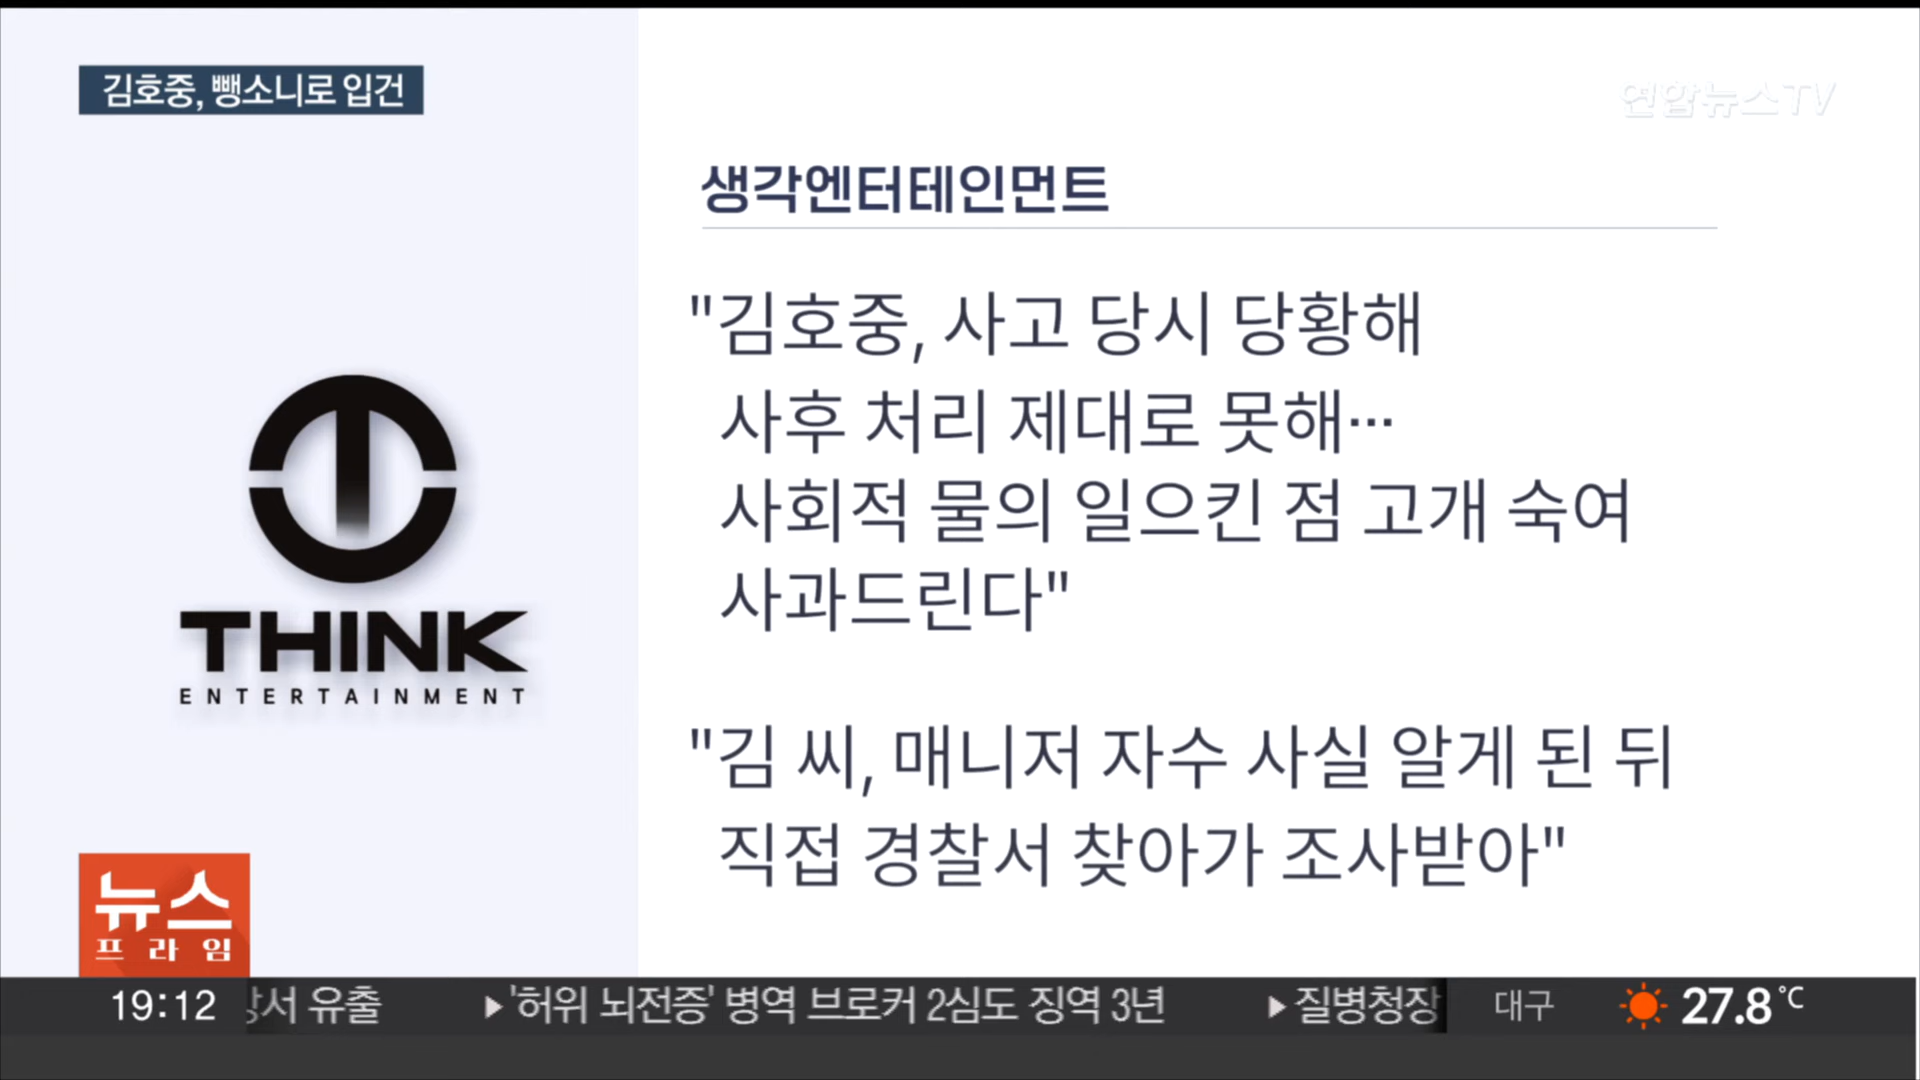 김호중, 뺑소니로 입건
연합뉴스TV
생각엔터테인먼트
"김호중, 사고 당시 당황해
사후 처리 제대로 못해…
사회적 물의 일으킨 점 고개 숙여
사과드린다"
"김 씨, 매니저 자수 사실 알게 된 뒤
직접 경찰서 찾아가 조사받아"
THINK
ENTERTAINMENT
뉴스
프라임
19:12 유출 ▶'허위 뇌전증' 병역 브로커 2심도 징역 3년 ▶질병청장 대구 27.8℃